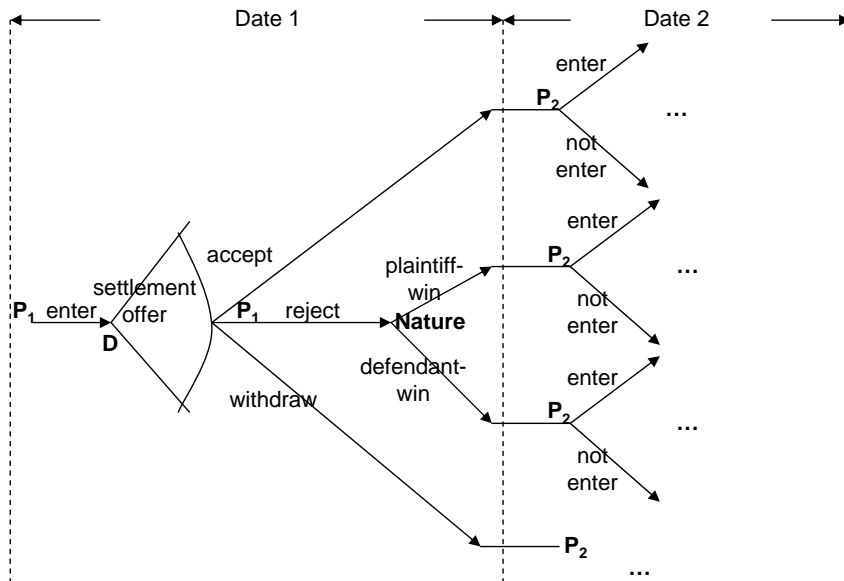 Date 1
Date 2
enter
P2
...
not
enter
enter
accept
P2
...
plaintiff-
win
settlement
offer
P1
enter
P1
reject
Nature
not
enter
D
defendant-
win
enter
withdraw
P2
...
not
enter
P2
...